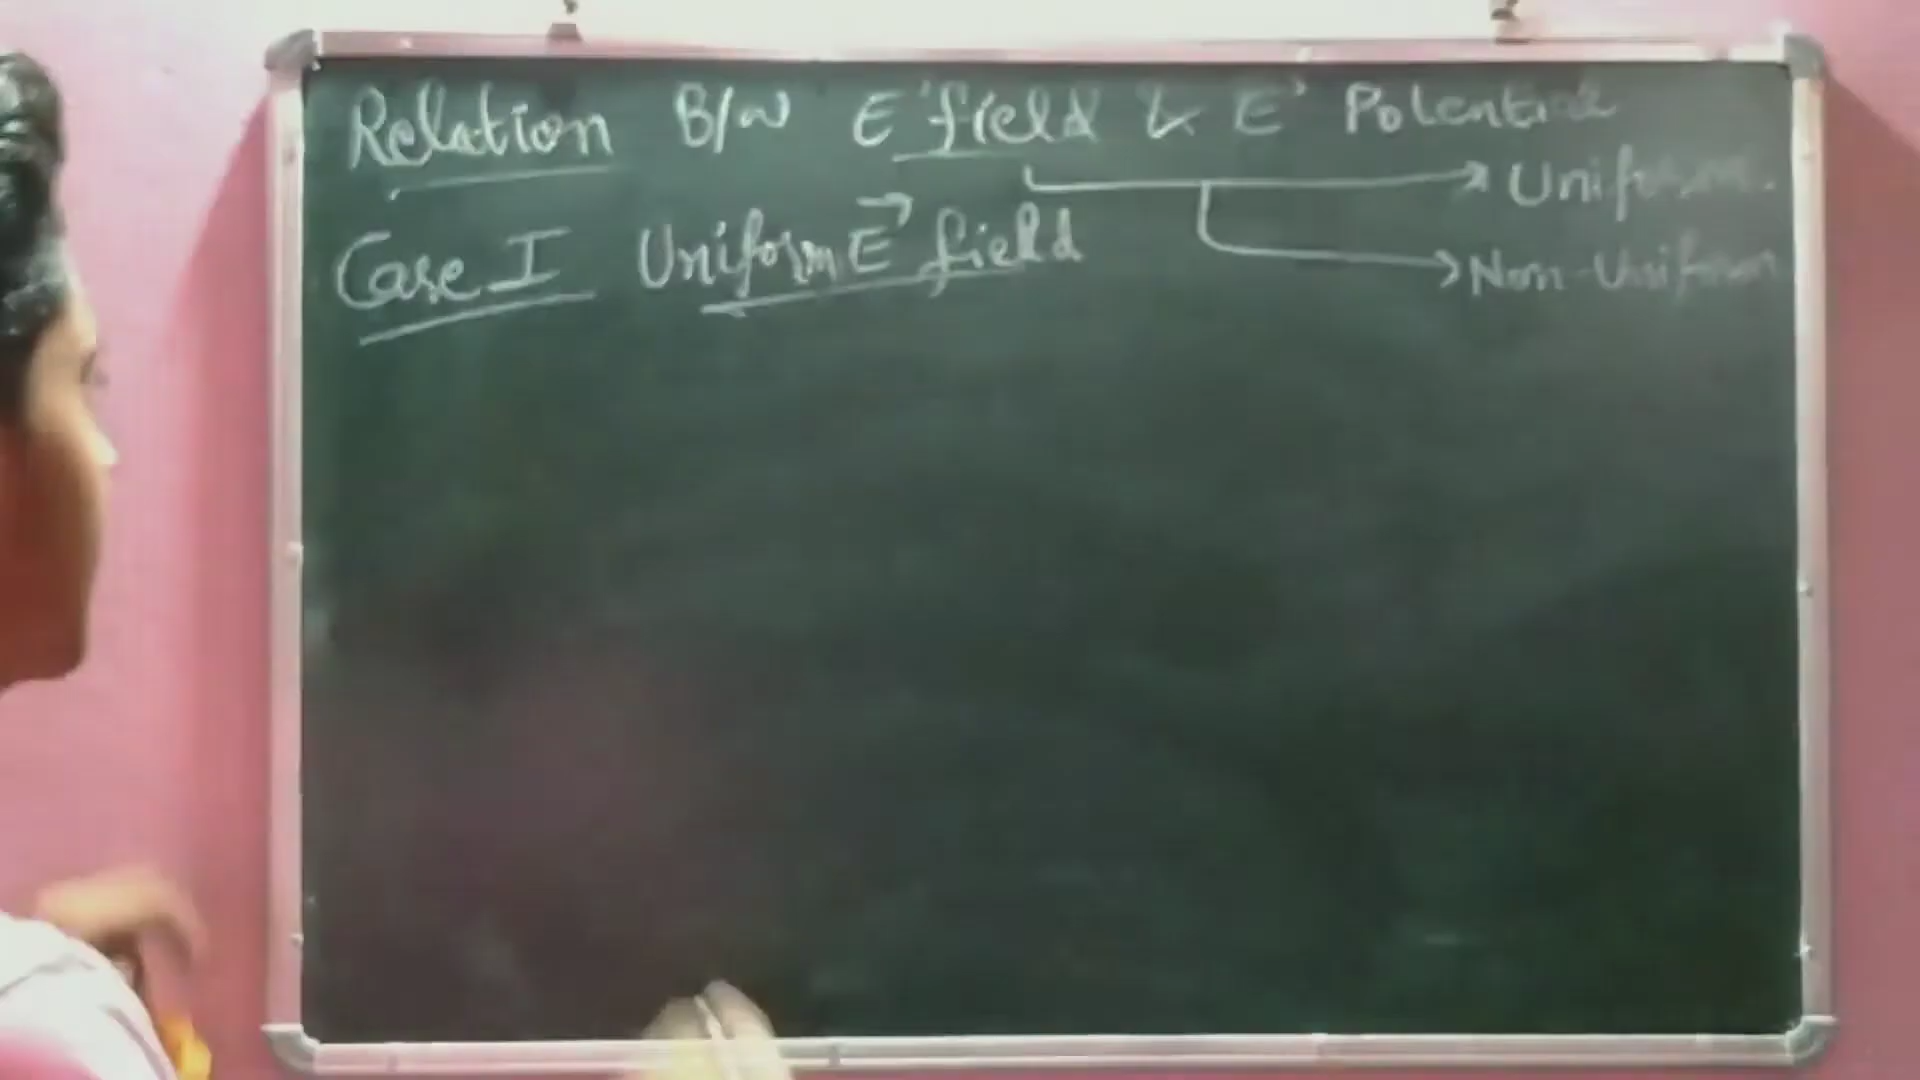 Relation B/w E' field & E' Potential
Uniform.
Case I Uniform E field
Non-Uniform